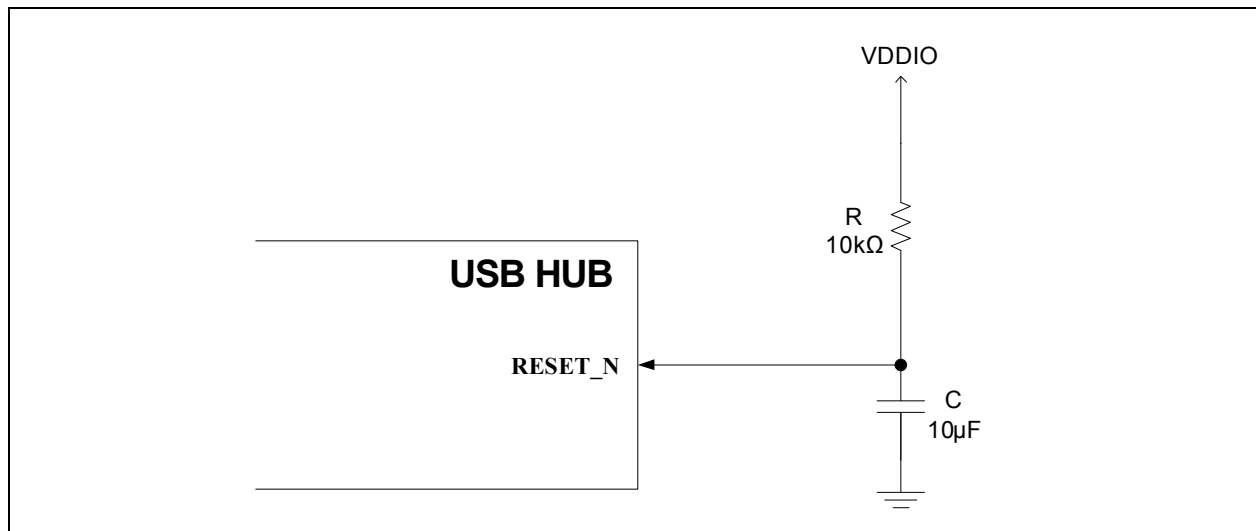 VDDIO
R
10kΩ
USB HUB
RESET_N
C
10µF